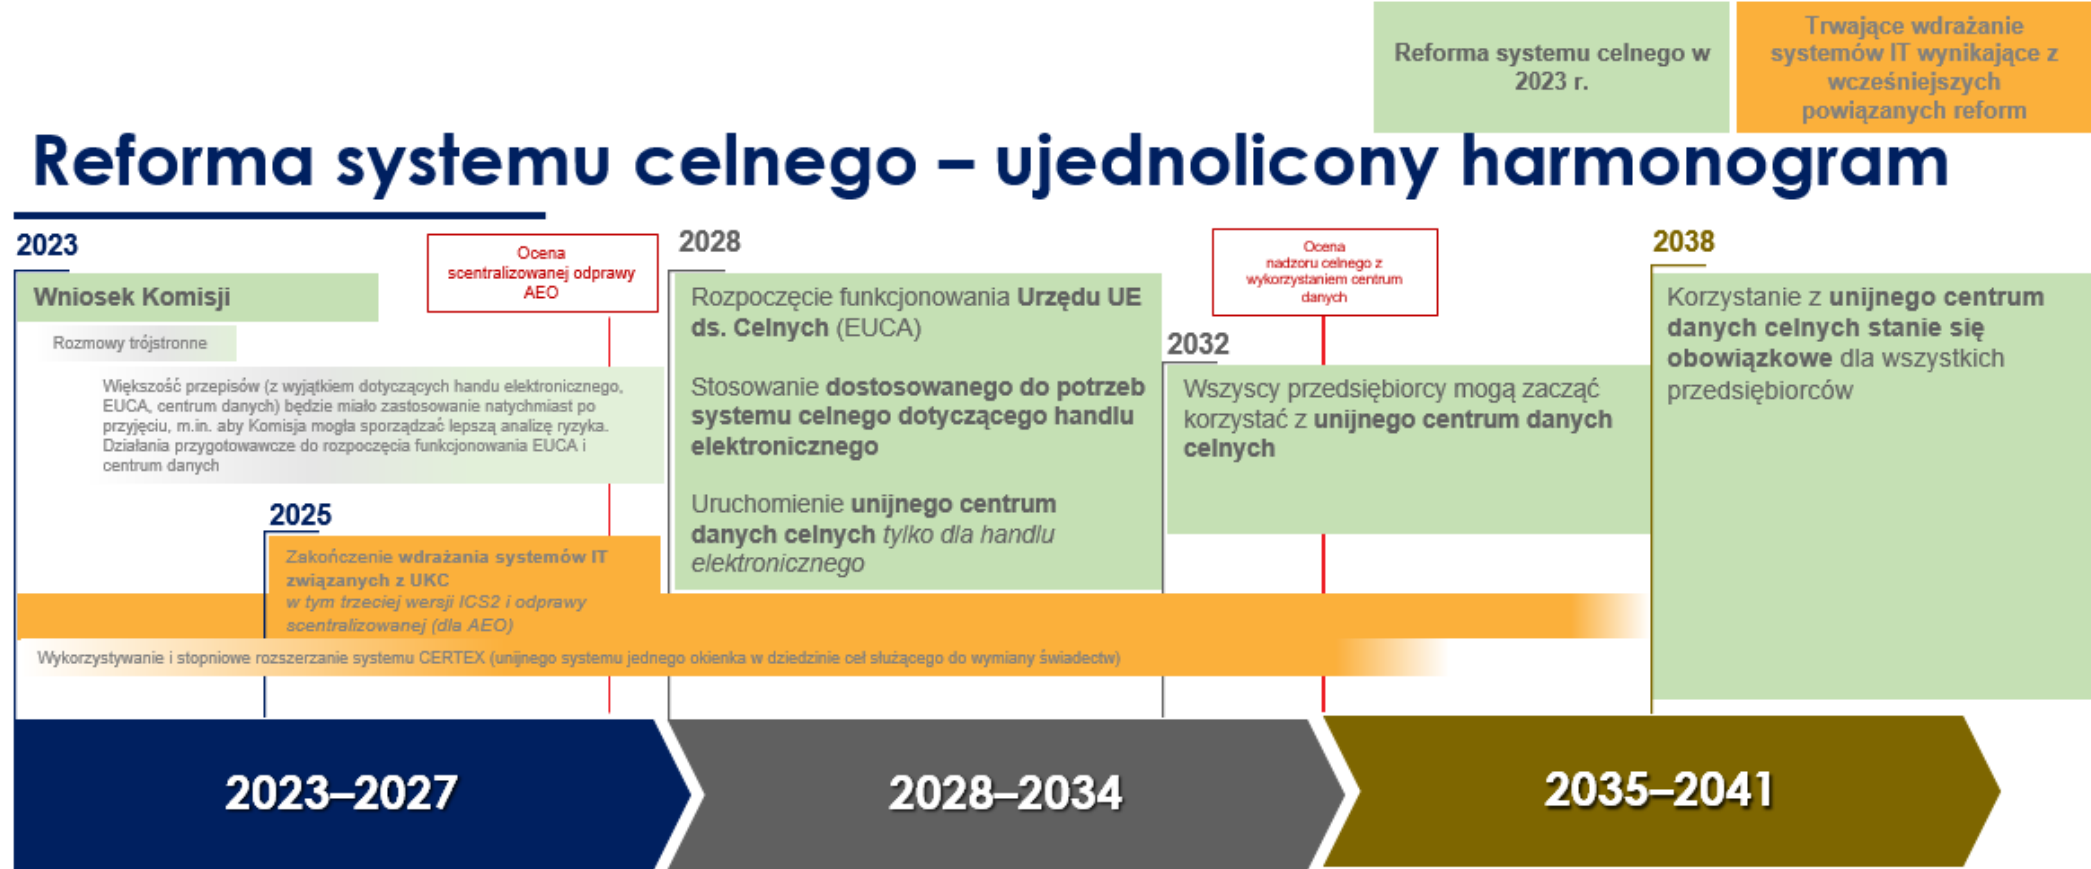 Reforma systemu celnego w
2023 r.
Trwające wdrażanie
systemów IT wynikające z
wcześniejszych
powiązanych reform
Reforma systemu celnego – ujednolicony harmonogram
2023
Wniosek Komisji
Rozmowy trójstronne
Większość przepisów (z wyjątkiem dotyczących handu elektronicznego,
EUCA, centrum danych) będzie miało zastosowanie natychmiast po
przyjęciu, m.in. aby Komisja mogła sporządzać lepszą analizę ryzyka.
Działania przygotowawcze do rozpoczęcia funkcjonowania EUCA i
centrum danych
Ocena
scentralizowanej odprawy
AEO
2025
Zakończenie wdrażania systemów IT
związanych z UKC
w tym trzeciej wersji ICS2 i odprawy
scentralizowanej (dla AEO)
Wykorzystywanie i stopniowe rozszerzanie systemu CERTEX (unijnego systemu jednego okienka w dziedzinie ceł służącego do wymiany świadectw)
2028
Rozpoczęcie funkcjonowania Urzędu UE
ds. Celnych (EUCA)
Stosowanie dostosowanego do potrzeb
systemu celnego dotyczącego handlu
elektronicznego
Uruchomienie unijnego centrum
danych celnych tylko dla handlu
elektronicznego
2032
Wszyscy przedsiębiorcy mogą zacząć
korzystać z unijnego centrum danych
celnych
Ocena
nadzoru celnego z
wykorzystaniem centrum
danych
2038
Korzystanie z unijnego centrum
danych celnych stanie się
obowiązkowe dla wszystkich
przedsiębiorców
2023–2027
2028–2034
2035–2041